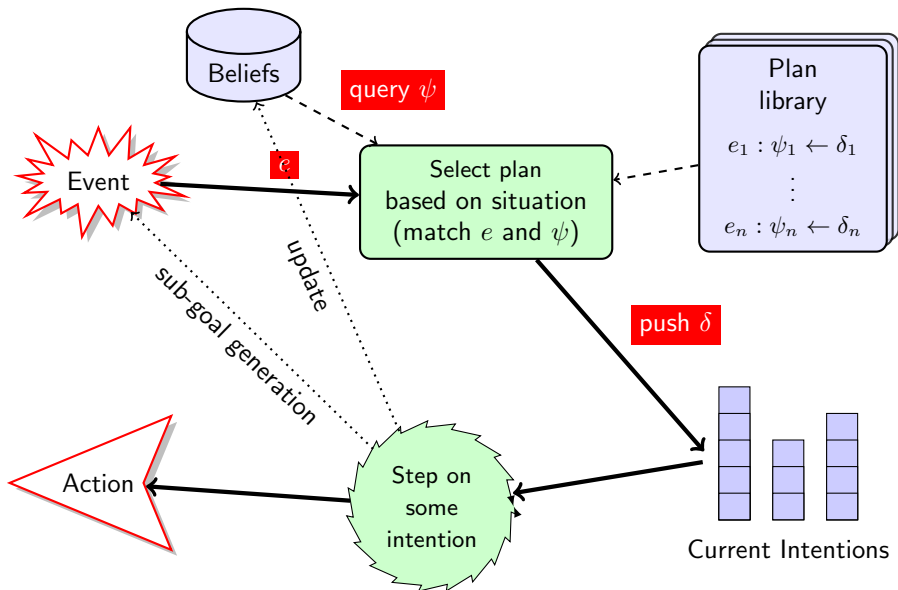 Beliefs
query ψ
Plan
library
e₁ : ψ₁ ← δ₁
⋮
eₙ : ψₙ ← δₙ
Event
e
Select plan
based on situation
(match e and ψ)
update
sub-goal generation
push δ
Action
Step on
some
intention
Current Intentions